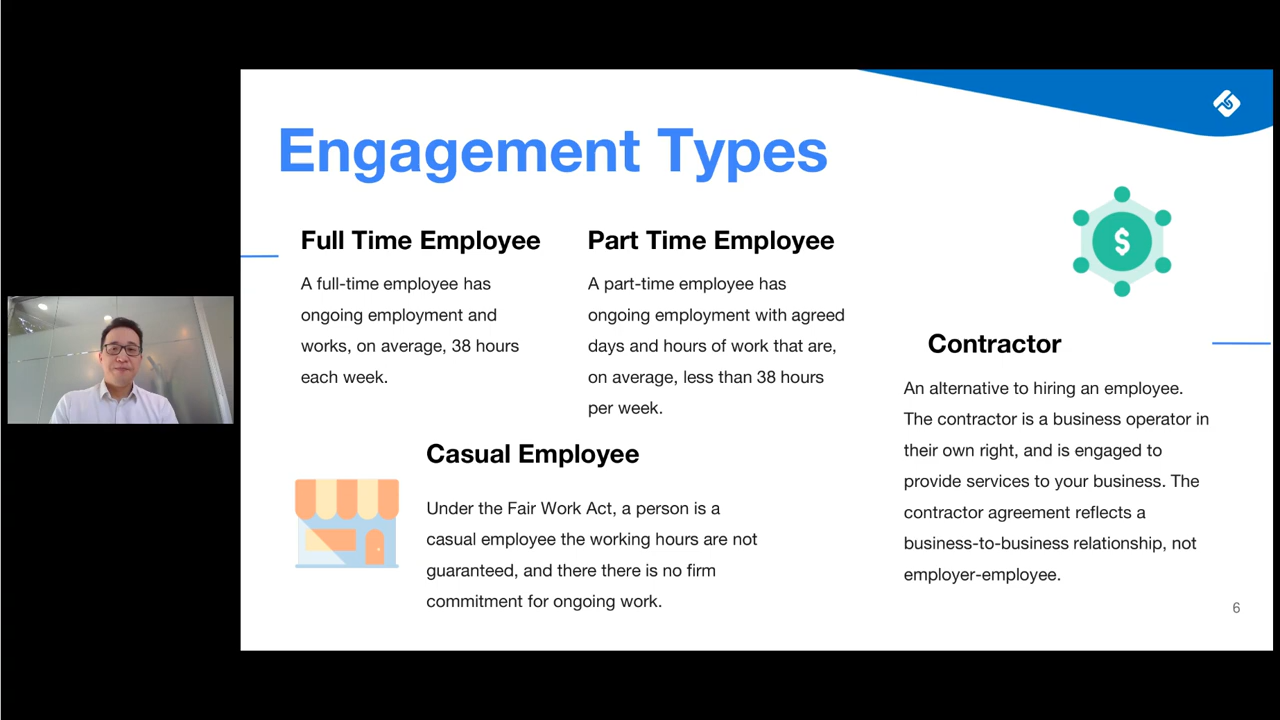 Engagement Types
Full Time Employee
A full-time employee has
ongoing employment and
works, on average, 38 hours
each week.
Part Time Employee
A part-time employee has
ongoing employment with agreed
days and hours of work that are,
on average, less than 38 hours
per week.
Casual Employee
Under the Fair Work Act, a person is a
casual employee the working hours are not
guaranteed, and there there is no firm
commitment for ongoing work.
$
Contractor
An alternative to hiring an employee.
The contractor is a business operator in
their own right, and is engaged to
provide services to your business. The
contractor agreement reflects a
business-to-business relationship, not
employer-employee.
6